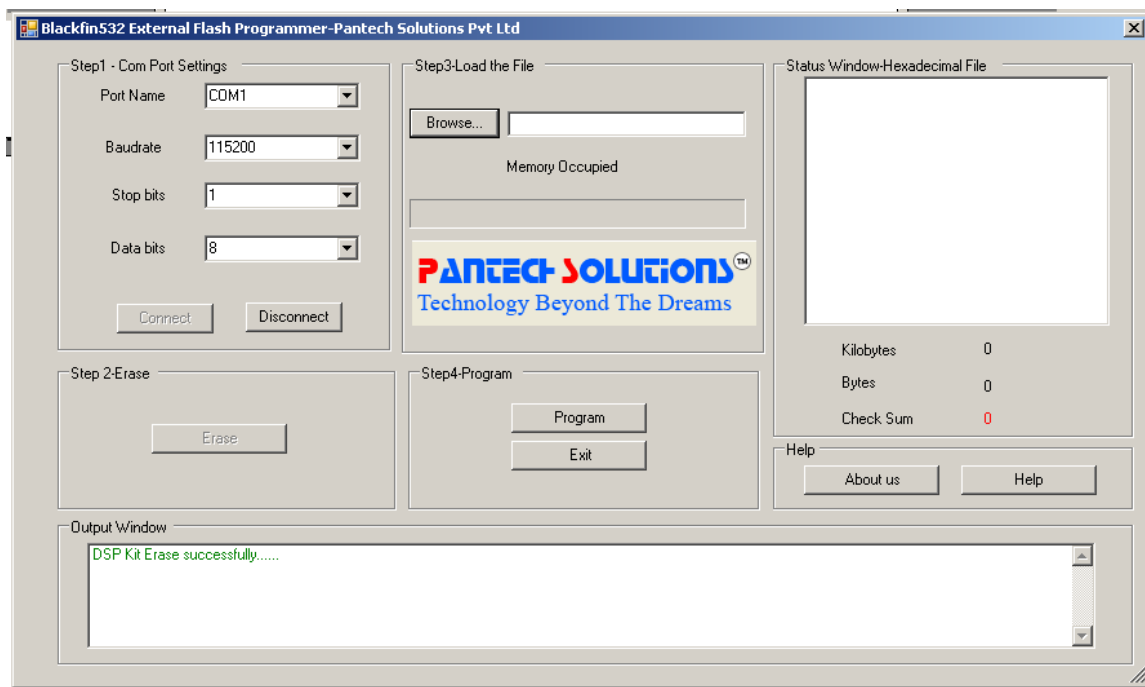 Blackfin532 External Flash Programmer-Pantech Solutions Pvt Ltd
Step1 - Com Port Settings
Port Name COM1
Baudrate 115200
Stop bits 1
Data bits 8
Connect Disconnect
Step 2-Erase
Erase
Step3-Load the File
Browse...
Memory Occupied
PANTECH SOLUTIONS TM
Technology Beyond The Dreams
Step4-Program
Program
Exit
Status Window-Hexadecimal File
Kilobytes 0
Bytes 0
Check Sum 0
Help
About us Help
Output Window
DSP Kit Erase successfully......